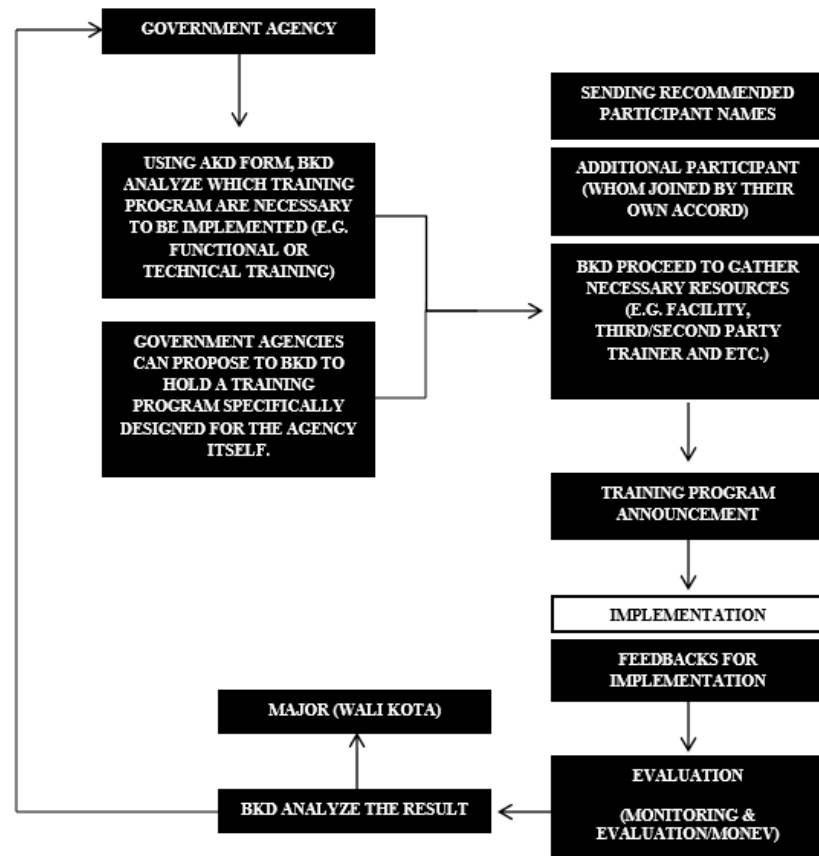 GOVERNMENT AGENCY
USING AKD FORM, BKD
ANALYZE WHICH TRAINING
PROGRAM ARE NECESSARY
TO BE IMPLEMENTED (E.G.
FUNCTIONAL OR
TECHNICAL TRAINING)
GOVERNMENT AGENCIES
CAN PROPOSE TO BKD TO
HOLD A TRAINING
PROGRAM SPECIFICALLY
DESIGNED FOR THE AGENCY
ITSELF.
SENDING RECOMMENDED
PARTICIPANT NAMES
ADDITIONAL PARTICIPANT
(WHOM JOINED BY THEIR
OWN ACCORD)
BKD PROCEED TO GATHER
NECESSARY RESOURCES
(E.G. FACILITY,
THIRD/SECOND PARTY
TRAINER AND ETC.)
TRAINING PROGRAM
ANNOUNCEMENT
IMPLEMENTATION
FEEDBACKS FOR
IMPLEMENTATION
EVALUATION
(MONITORING &
EVALUATION/MONEV)
BKD ANALYZE THE RESULT
MAJOR (WALI KOTA)